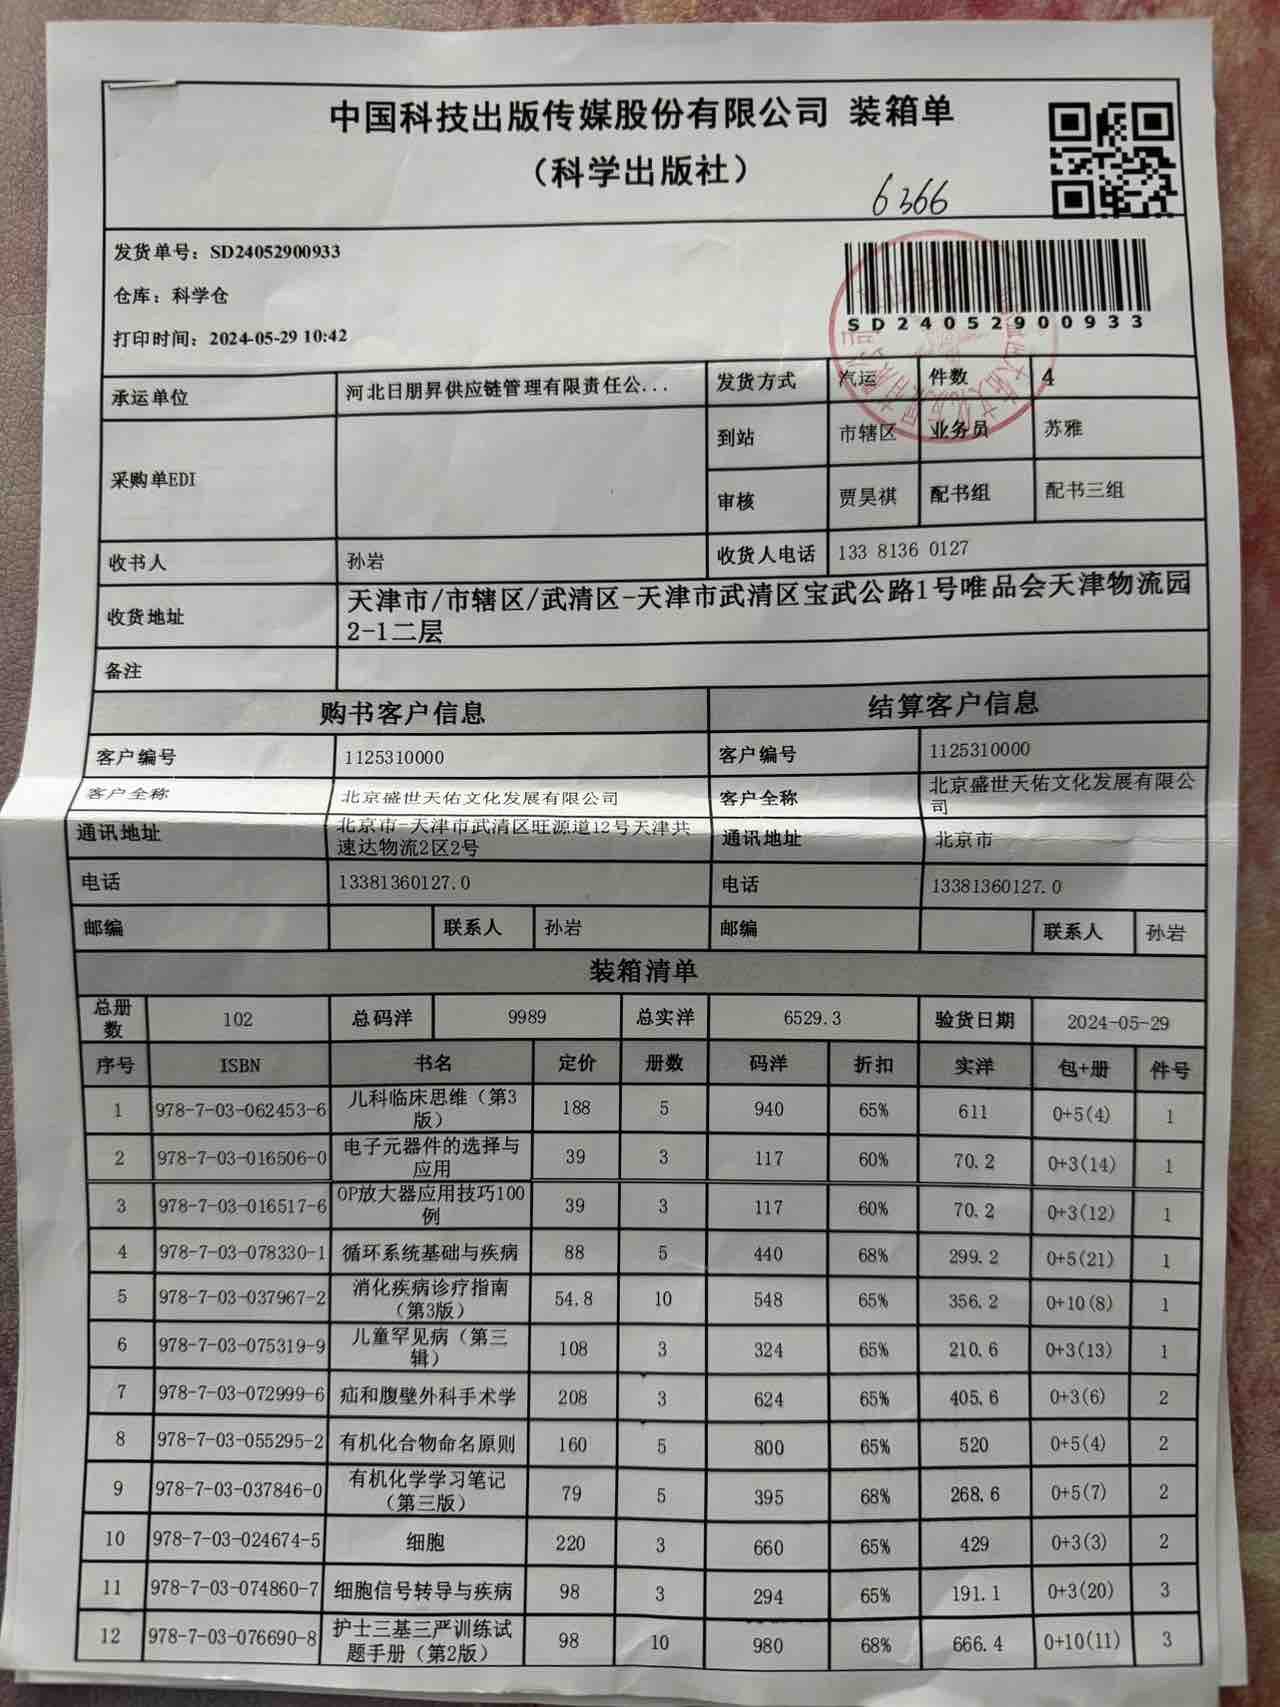 中国科技出版传媒股份有限公司 装箱单
（科学出版社）
6366
发货单号：SD24052900933
仓库：科学仓
打印时间：2024-05-29 10:42
SD24052900933
承运单位 河北日朋昇供应链管理有限责任公... 发货方式 汽运 件数 4
采购单EDI 到站 市辖区 业务员 苏雅
审核 贾昊祺 配书组 配书三组
收书人 孙岩 收货人电话 133 8136 0127
收货地址 天津市/市辖区/武清区-天津市武清区宝武公路1号唯品会天津物流园
2-1二层
备注
购书客户信息 结算客户信息
客户编号 1125310000 客户编号 1125310000
客户全称 北京盛世天佑文化发展有限公司 客户全称 北京盛世天佑文化发展有限公
司
通讯地址 北京市-天津市武清区旺源道12号天津共
速达物流2区2号 通讯地址 北京市
电话 13381360127.0 电话 13381360127.0
邮编 联系人 孙岩 邮编 联系人 孙岩
装箱清单
总册
数 102 总码洋 9989 总实洋 6529.3 验货日期 2024-05-29
序号 ISBN 书名 定价 册数 码洋 折扣 实洋 包+册 件号
1 978-7-03-062453-6 儿科临床思维（第3
版） 188 5 940 65% 611 0+5(4) 1
2 978-7-03-016506-0 电子元器件的选择与
应用 39 3 117 60% 70.2 0+3(14) 1
3 978-7-03-016517-6 OP放大器应用技巧100
例 39 3 117 60% 70.2 0+3(12) 1
4 978-7-03-078330-1 循环系统基础与疾病 88 5 440 68% 299.2 0+5(21) 1
5 978-7-03-037967-2 消化疾病诊疗指南
（第3版） 54.8 10 548 65% 356.2 0+10(8) 1
6 978-7-03-075319-9 儿童罕见病（第三
辑） 108 3 324 65% 210.6 0+3(13) 1
7 978-7-03-072999-6 疝和腹壁外科手术学 208 3 624 65% 405.6 0+3(6) 2
8 978-7-03-055295-2 有机化合物命名原则 160 5 800 65% 520 0+5(4) 2
9 978-7-03-037846-0 有机化学学习笔记
（第三版） 79 5 395 68% 268.6 0+5(7) 2
10 978-7-03-024674-5 细胞 220 3 660 65% 429 0+3(3) 2
11 978-7-03-074860-7 细胞信号转导与疾病 98 3 294 65% 191.1 0+3(20) 3
12 978-7-03-076690-8 护士三基三严训练试
题手册（第2版） 98 10 980 68% 666.4 0+10(11) 3